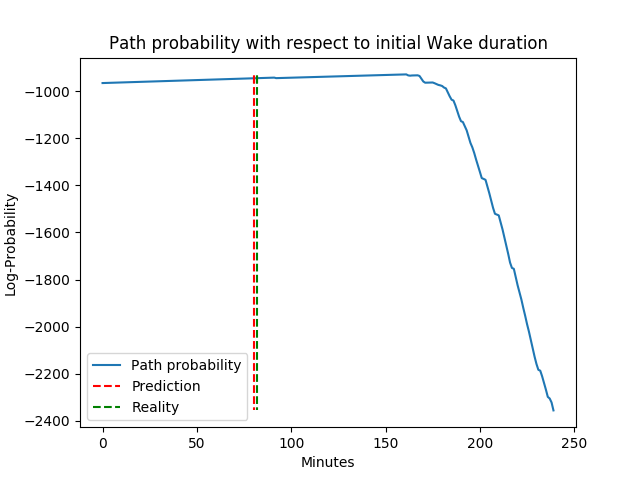 Path probability with respect to initial Wake duration
−1000
−1200
−1400
−1600
−1800
−2000
−2200
−2400
Log-Probability
Path probability
Prediction
Reality
0 50 100 150 200 250
Minutes